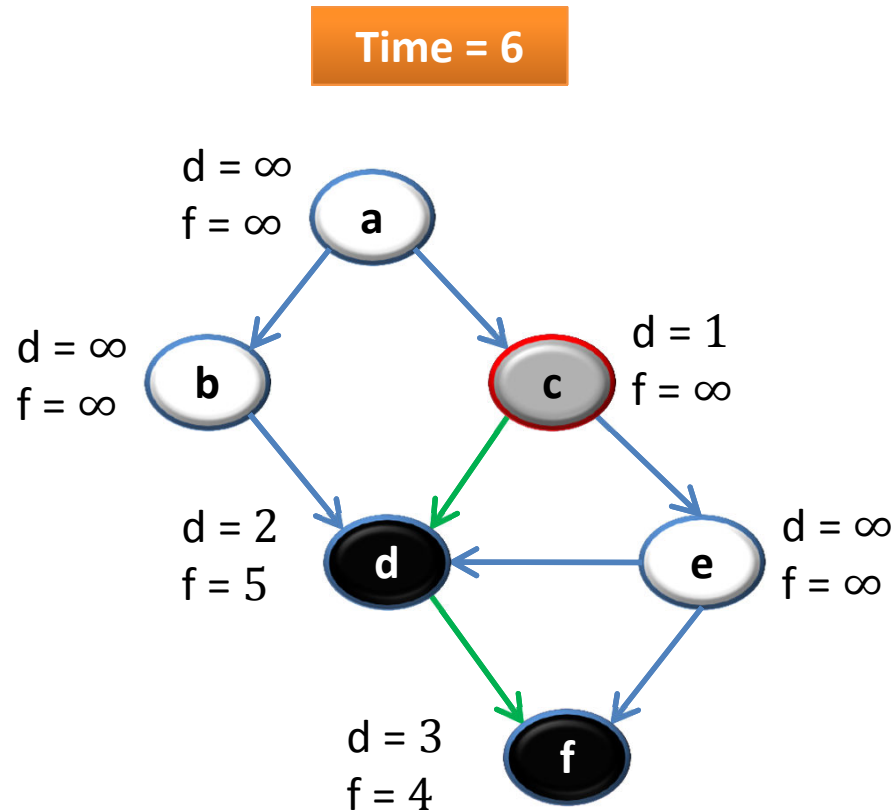 Time = 6
d = ∞
f = ∞
a
d = ∞
f = ∞
b
c
d = 1
f = ∞
d = 2
f = 5
d
e
d = ∞
f = ∞
d = 3
f = 4
f